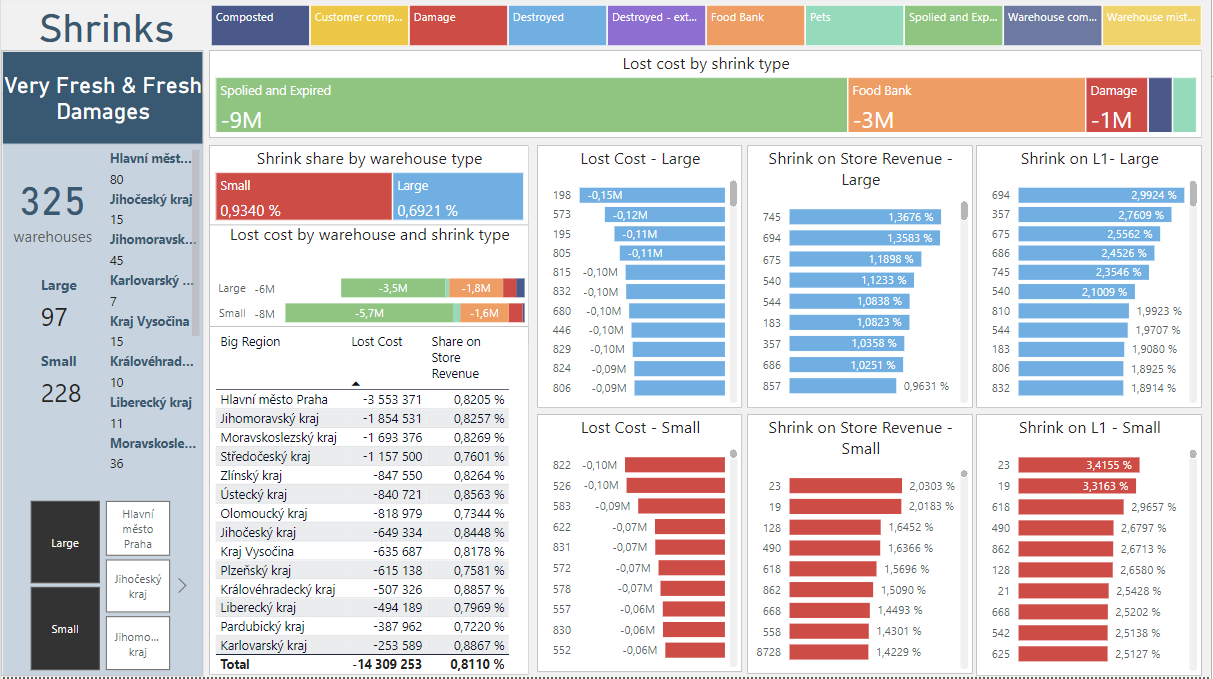 Shrinks
Composted
Customer comp...
Damage
Destroyed
Destroyed - ext...
Food Bank
Pets
Spolied and Exp...
Warehouse com...
Warehouse mist...
Very Fresh & Fresh
Damages
325
warehouses
Large
97
Small
228
Hlavní měst...
80
Jihočeský kraj
15
Jihomoravsk...
45
Karlovarský ...
7
Kraj Vysočina
15
Královéhrad...
10
Liberecký kraj
11
Moravskosle...
36
Large
Small
Hlavní
město
Praha
Jihočeský
kraj
Jihomo...
kraj
Lost cost by shrink type
Spolied and Expired
-9M
Food Bank
-3M
Damage
-1M
Shrink share by warehouse type
Small
0,9340 %
Large
0,6921 %
Lost cost by warehouse and shrink type
Large -6M -3,5M -1,8M
Small -8M -5,7M -1,6M
Big Region Lost Cost Share on
Store
Revenue
Hlavní město Praha -3 553 371 0,8205 %
Jihomoravský kraj -1 854 531 0,8257 %
Moravskoslezský kraj -1 693 376 0,8269 %
Středočeský kraj -1 157 500 0,7601 %
Zlínský kraj -847 550 0,8264 %
Ústecký kraj -840 721 0,8563 %
Olomoucký kraj -818 979 0,7344 %
Jihočeský kraj -649 334 0,8448 %
Kraj Vysočina -635 687 0,8178 %
Plzeňský kraj -615 138 0,7581 %
Královéhradecký kraj -507 326 0,8857 %
Liberecký kraj -494 189 0,7969 %
Pardubický kraj -387 962 0,7220 %
Karlovarský kraj -253 589 0,8867 %
Total -14 309 253 0,8110 %
Lost Cost - Large
198 -0,15M
573 -0,12M
195 -0,11M
805 -0,11M
815 -0,10M
832 -0,10M
680 -0,10M
446 -0,10M
829 -0,10M
824 -0,09M
806 -0,09M
Shrink on Store Revenue -
Large
745 1,3676 %
694 1,3583 %
675 1,1898 %
540 1,1233 %
544 1,0838 %
183 1,0823 %
357 1,0358 %
686 1,0251 %
857 0,9631 %
Shrink on L1- Large
694 2,9924 %
357 2,7609 %
675 2,5562 %
686 2,4526 %
745 2,3546 %
540 2,1009 %
810 1,9923 %
544 1,9707 %
183 1,9080 %
806 1,8925 %
832 1,8914 %
Lost Cost - Small
822 -0,10M
526 -0,10M
583 -0,09M
622 -0,07M
831 -0,07M
572 -0,07M
578 -0,07M
557 -0,06M
830 -0,06M
552 -0,06M
Shrink on Store Revenue -
Small
23 2,0303 %
19 2,0183 %
128 1,6452 %
490 1,6366 %
618 1,5696 %
862 1,5090 %
668 1,4493 %
558 1,4301 %
8728 1,4229 %
Shrink on L1 - Small
23 3,4155 %
19 3,3163 %
618 2,9657 %
490 2,6797 %
862 2,6713 %
128 2,6580 %
21 2,5428 %
668 2,5202 %
542 2,5138 %
625 2,5127 %